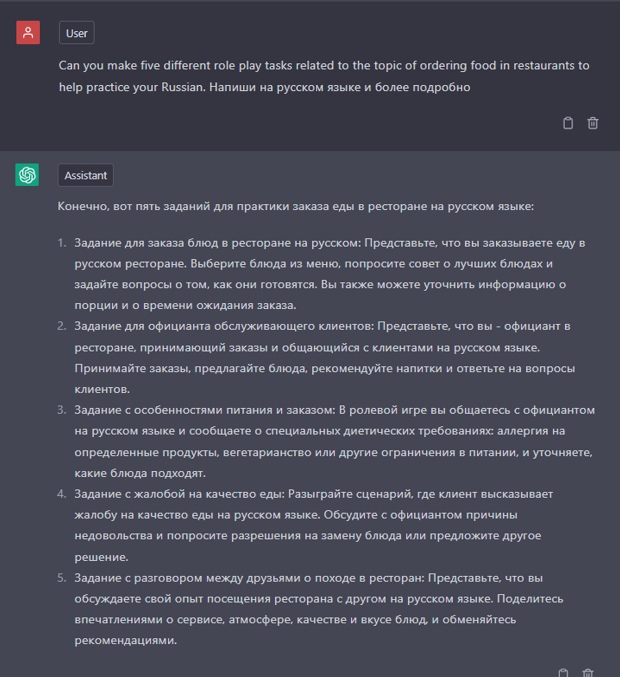 User
Can you make five different role play tasks related to the topic of ordering food in restaurants to
help practice your Russian. Напиши на русском языке и более подробно
Assistant
Конечно, вот пять заданий для практики заказа еды в ресторане на русском языке:
1. Задание для заказа блюд в ресторане на русском: Представьте, что вы заказываете еду в
русском ресторане. Выберите блюда из меню, попросите совет о лучших блюдах и
задайте вопросы о том, как они готовятся. Вы также можете уточнить информацию о
порции и о времени ожидания заказа.
2. Задание для официанта обслуживающего клиентов: Представьте, что вы - официант в
ресторане, принимающий заказы и общающийся с клиентами на русском языке.
Принимайте заказы, предлагайте блюда, рекомендуйте напитки и ответьте на вопросы
клиентов.
3. Задание с особенностями питания и заказом: В ролевой игре вы общаетесь с официантом
на русском языке и сообщаете о специальных диетических требованиях: аллергия на
определенные продукты, вегетарианство или другие ограничения в питании, и уточняете,
какие блюда подходят.
4. Задание с жалобой на качество еды: Разыграйте сценарий, где клиент высказывает
жалобу на качество еды на русском языке. Обсудите с официантом причины
недовольства и попросите разрешения на замену блюда или предложите другое
решение.
5. Задание с разговором между друзьями о походе в ресторан: Представьте, что вы
обсуждаете свой опыт посещения ресторана с другом на русском языке. Поделитесь
впечатлениями о сервисе, атмосфере, качестве и вкусе блюд, и обменяйтесь
рекомендациями.